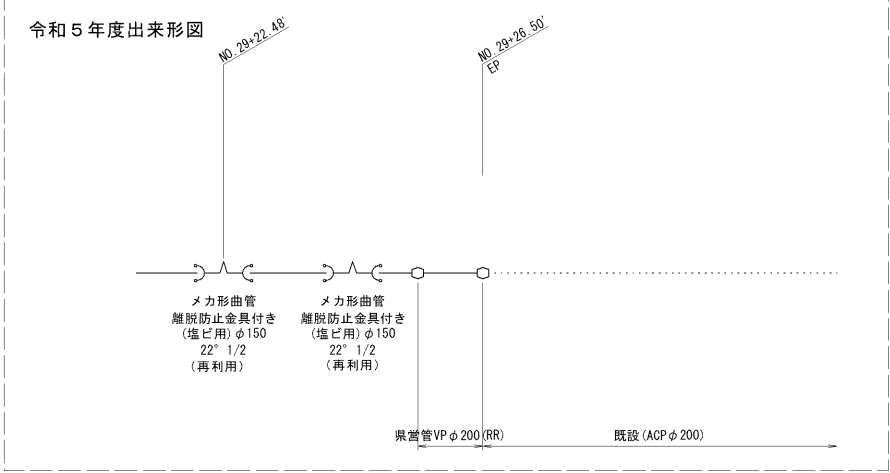 令和５年度出来形図
NO.29+22.48'
NO.29+26.50'
EP
メカ形曲管
離脱防止金具付き
(塩ビ用)φ150
22°1/2
(再利用)
メカ形曲管
離脱防止金具付き
(塩ビ用)φ150
22°1/2
(再利用)
県営管VPφ200(RR)
既設(ACPφ200)